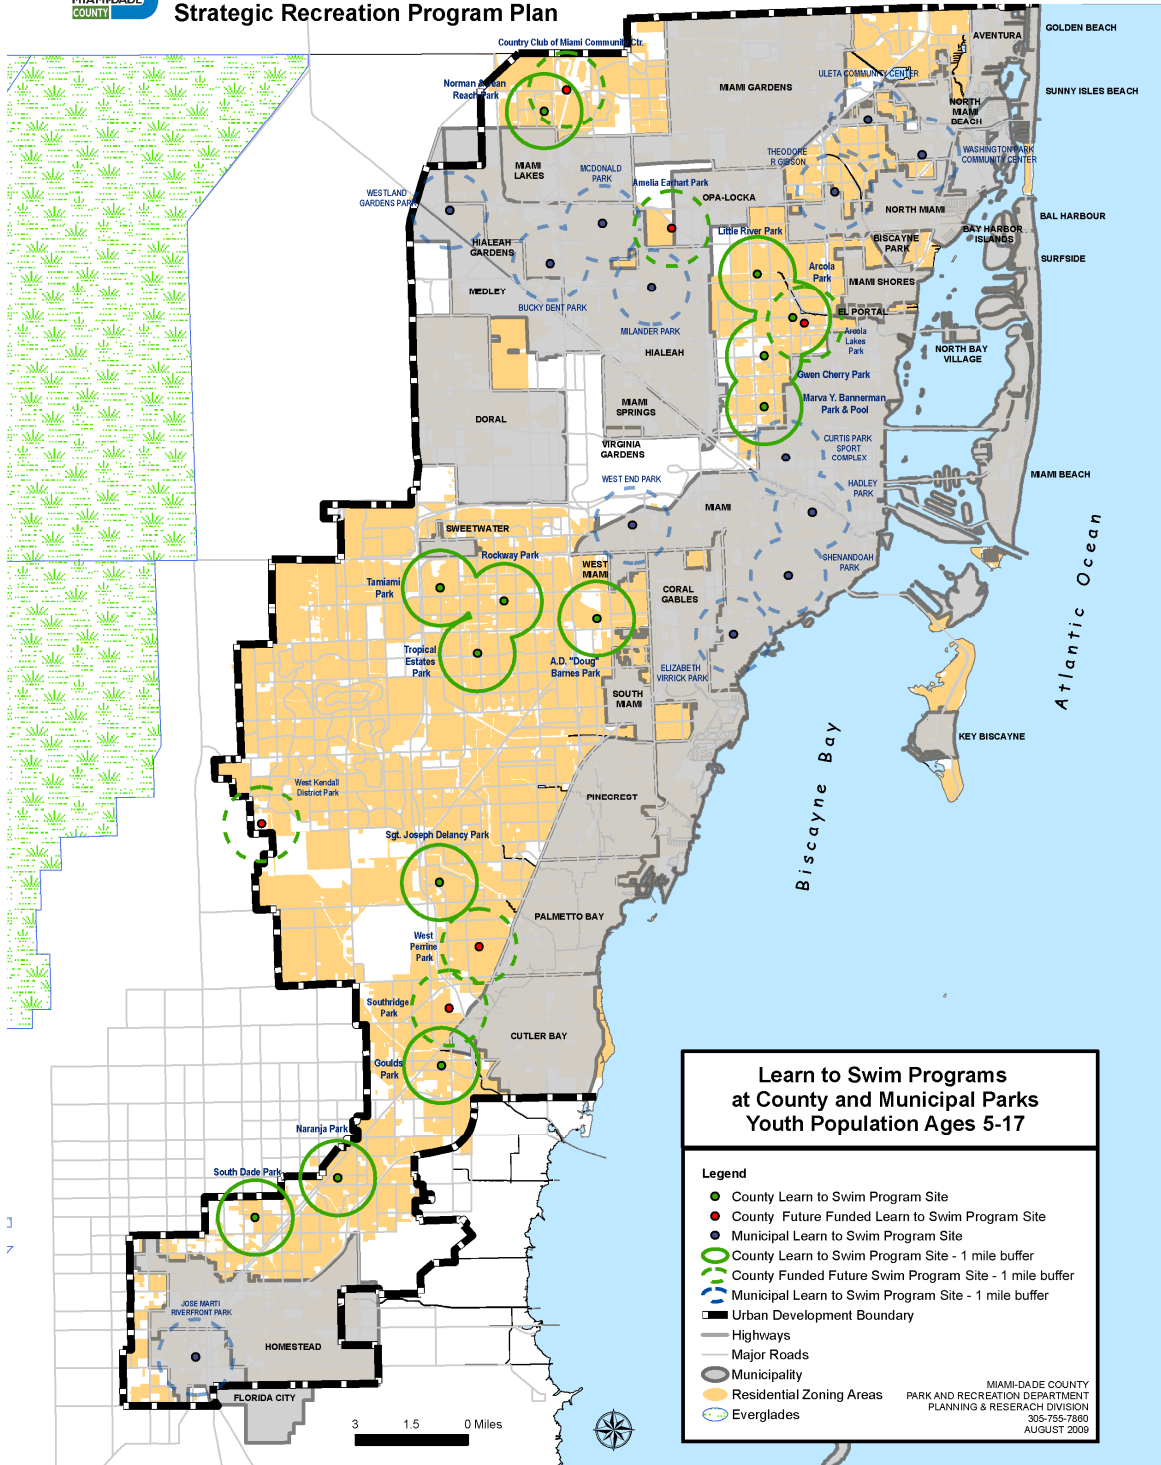 MIAMI-DADE
COUNTY
Strategic Recreation Program Plan
Country Club of Miami Community Ctr.
GOLDEN BEACH
AVENTURA
ULETA COMMUNITY CENTER
Reach Park
MIAMI GARDENS
SUNNY ISLES BEACH
NORTH
MIAMI
BEACH
THEODORE
R GIBSON
WASHINGTON PARK
COMMUNITY CENTER
MIAMI
LAKES
MCDONALD
PARK
Amelia Earhart Park
WESTLAND
GARDENS PARK
OPA-LOCKA
NORTH MIAMI
BAL HARBOUR
Little River Park
BAY HARBOR
ISLANDS
HIALEAH
GARDENS
BISCAYNE
PARK
SURFSIDE
Arcola
Park
MIAMI SHORES
MEDLEY
BUCKY DENT PARK
EL PORTAL
MILANDER PARK
Arcola
Lakes
Park
HIALEAH
NORTH BAY
VILLAGE
Gwen Cherry Park
Marva Y. Bannerman
Park & Pool
MIAMI
SPRINGS
DORAL
VIRGINIA
GARDENS
CURTIS PARK
SPORT
COMPLEX
WEST END PARK
HADLEY
PARK
MIAMI BEACH
MIAMI
SWEETWATER
Rockway Park
SHENANDOAH
PARK
WEST
MIAMI
Tamiami
Park
CORAL
GABLES
Atlantic Ocean
Tropical
Estates
Park
A.D. "Doug"
Barnes Park
ELIZABETH
VIRRICK PARK
SOUTH
MIAMI
KEY BISCAYNE
Biscayne Bay
West Kendall
District Park
PINECREST
Sgt. Joseph Delancy Park
PALMETTO BAY
West
Perrine
Park
Southridge
Park
CUTLER BAY
Goulds
Park
Naranja Park
South Dade Park
JOSE MARTI
RIVERFRONT PARK
HOMESTEAD
FLORIDA CITY
3 1.5 0 Miles
Learn to Swim Programs
at County and Municipal Parks
Youth Population Ages 5-17
Legend
County Learn to Swim Program Site
County Future Funded Learn to Swim Program Site
Municipal Learn to Swim Program Site
County Learn to Swim Program Site - 1 mile buffer
County Funded Future Swim Program Site - 1 mile buffer
Municipal Learn to Swim Program Site - 1 mile buffer
Urban Development Boundary
Highways
Major Roads
Municipality
Residential Zoning Areas
Everglades
MIAMI-DADE COUNTY
PARK AND RECREATION DEPARTMENT
PLANNING & RESERACH DIVISION
305-755-7860
AUGUST 2009